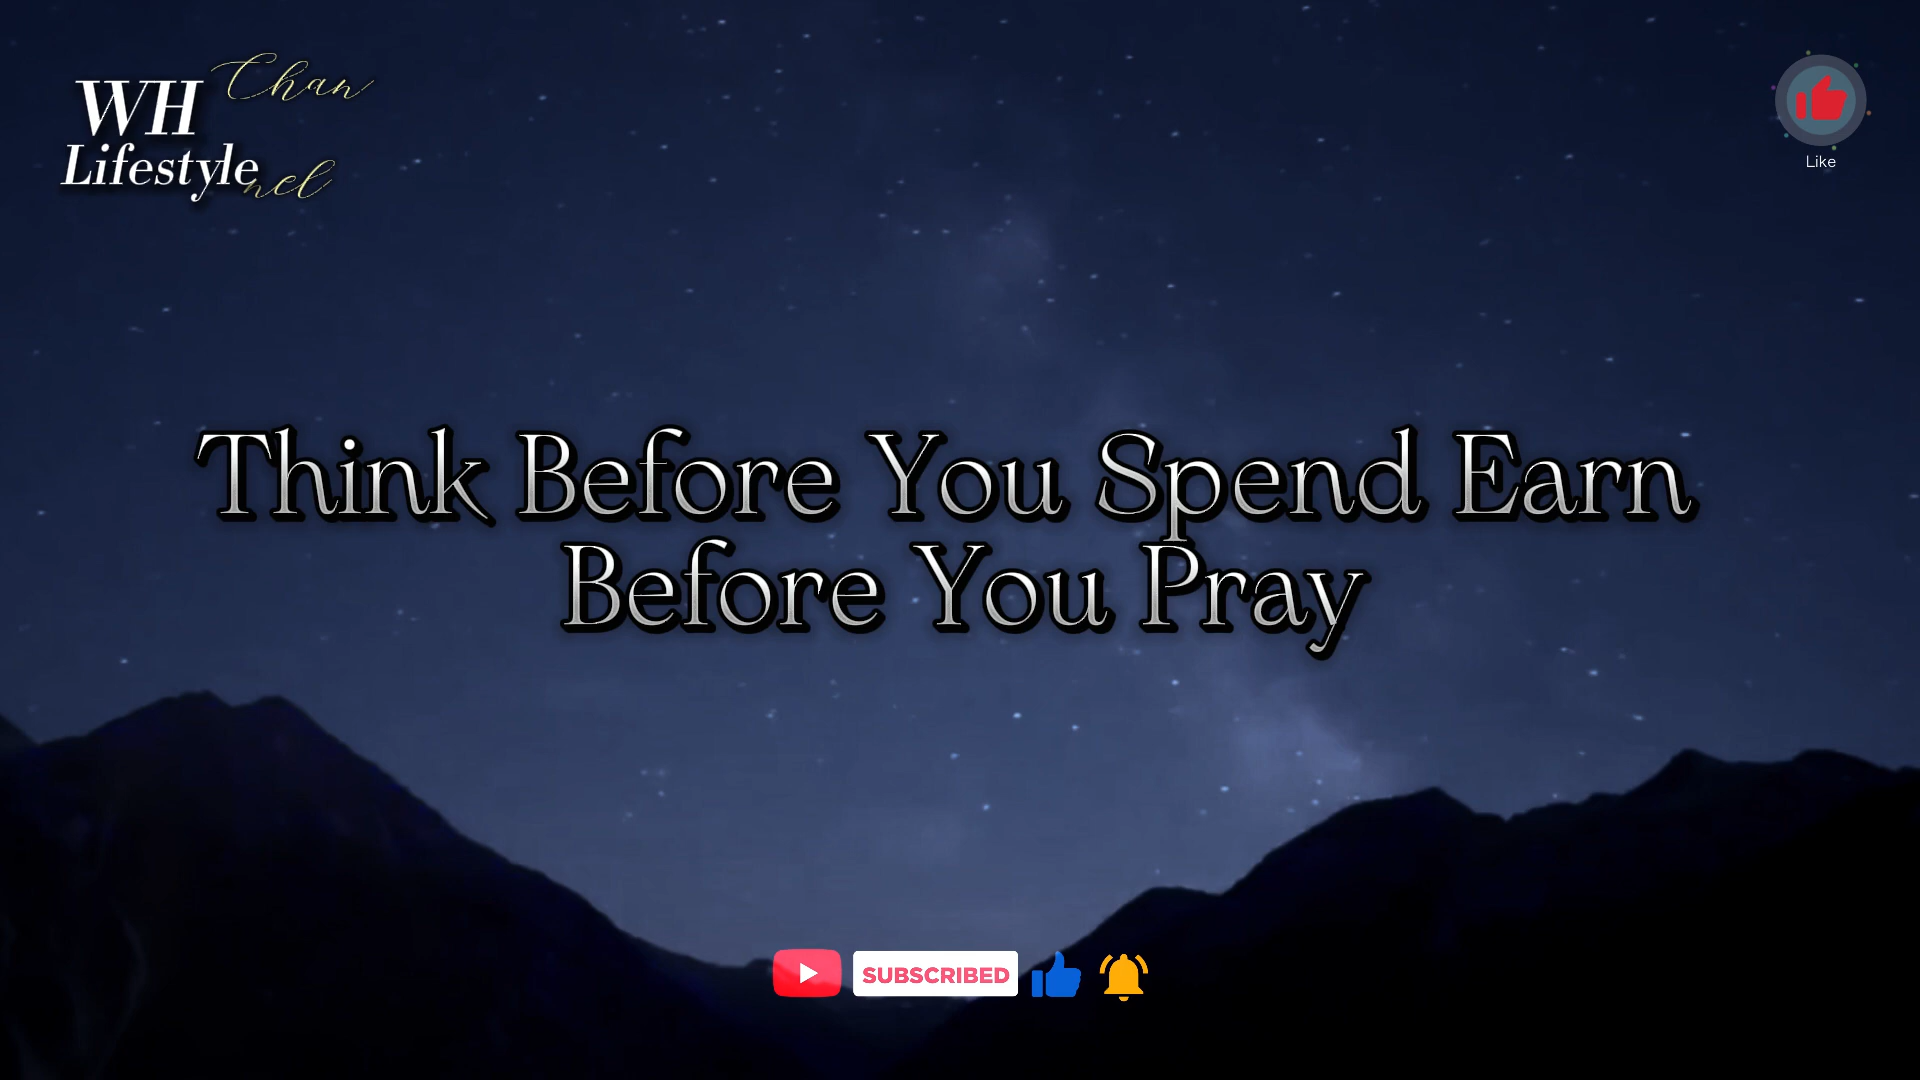 WH Chan
Lifestyle nel
Like
Think Before You Spend Earn
Before You Pray
SUBSCRIBED